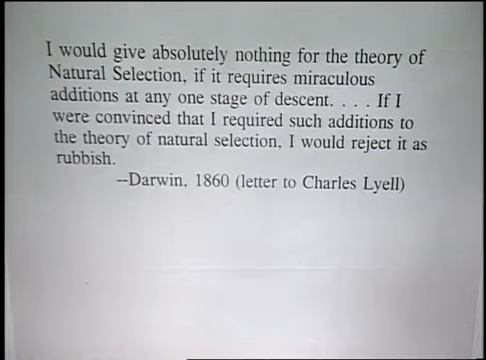 I would give absolutely nothing for the theory of
Natural Selection, if it requires miraculous
additions at any one stage of descent. . . . If I
were convinced that I required such additions to
the theory of natural selection, I would reject it as
rubbish.
--Darwin, 1860 (letter to Charles Lyell)